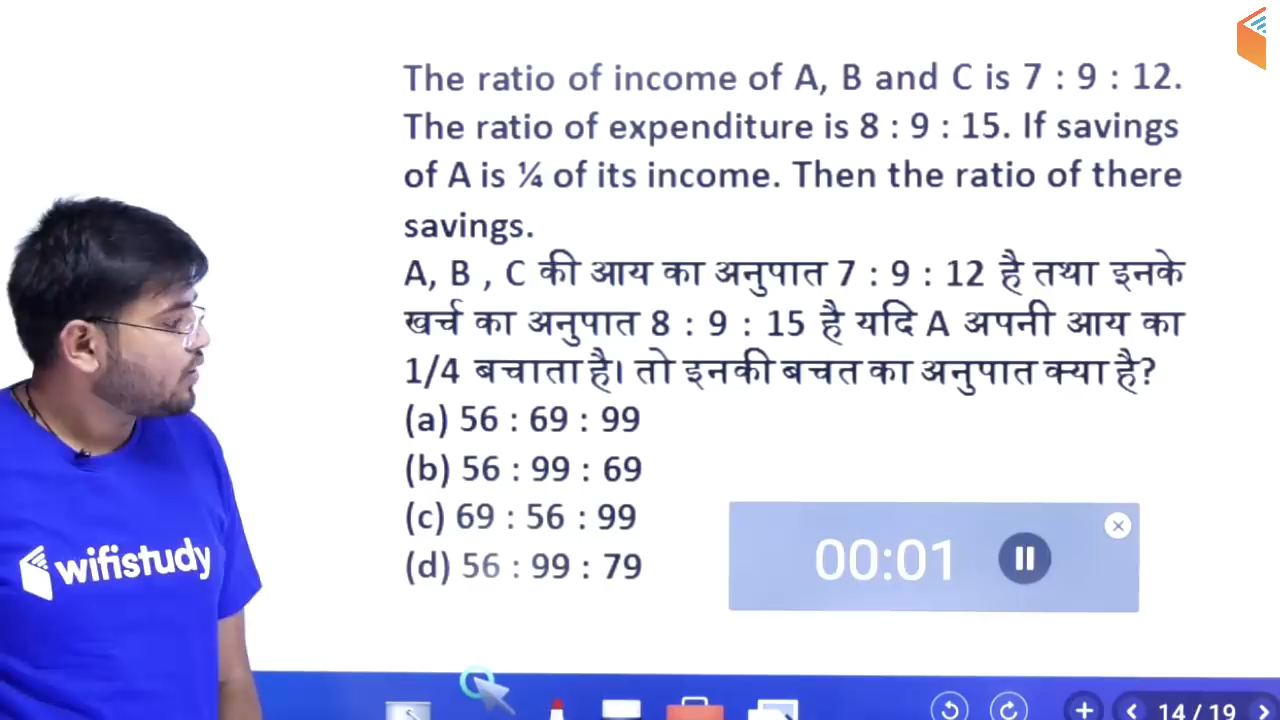 The ratio of income of A, B and C is 7 : 9 : 12.
The ratio of expenditure is 8 : 9 : 15. If savings
of A is ¼ of its income. Then the ratio of there
savings.
A, B , C की आय का अनुपात 7 : 9 : 12 है तथा इनके
खर्च का अनुपात 8 : 9 : 15 है यदि A अपनी आय का
1/4 बचाता है। तो इनकी बचत का अनुपात क्या है?
(a) 56 : 69 : 99
(b) 56 : 99 : 69
(c) 69 : 56 : 99
(d) 56 : 99 : 79
00:01
wifistudy
14 / 19